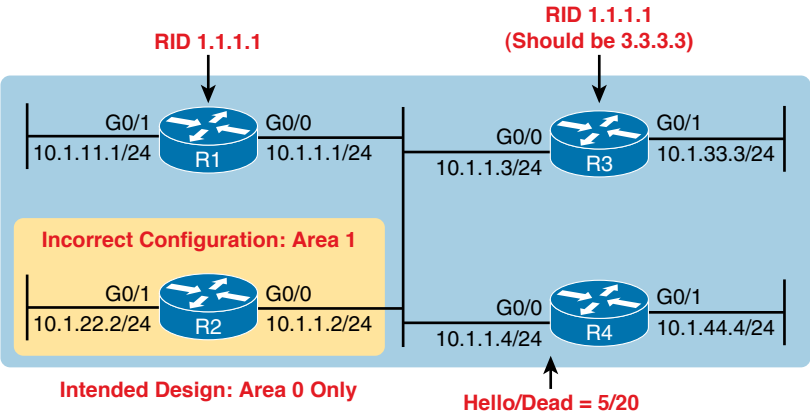 RID 1.1.1.1
RID 1.1.1.1
(Should be 3.3.3.3)
G0/1
G0/0
10.1.11.1/24
R1
10.1.1.1/24
G0/0
G0/1
10.1.1.3/24
R3
10.1.33.3/24
Incorrect Configuration: Area 1
G0/1
G0/0
10.1.22.2/24
R2
10.1.1.2/24
G0/0
G0/1
10.1.1.4/24
R4
10.1.44.4/24
Intended Design: Area 0 Only
Hello/Dead = 5/20